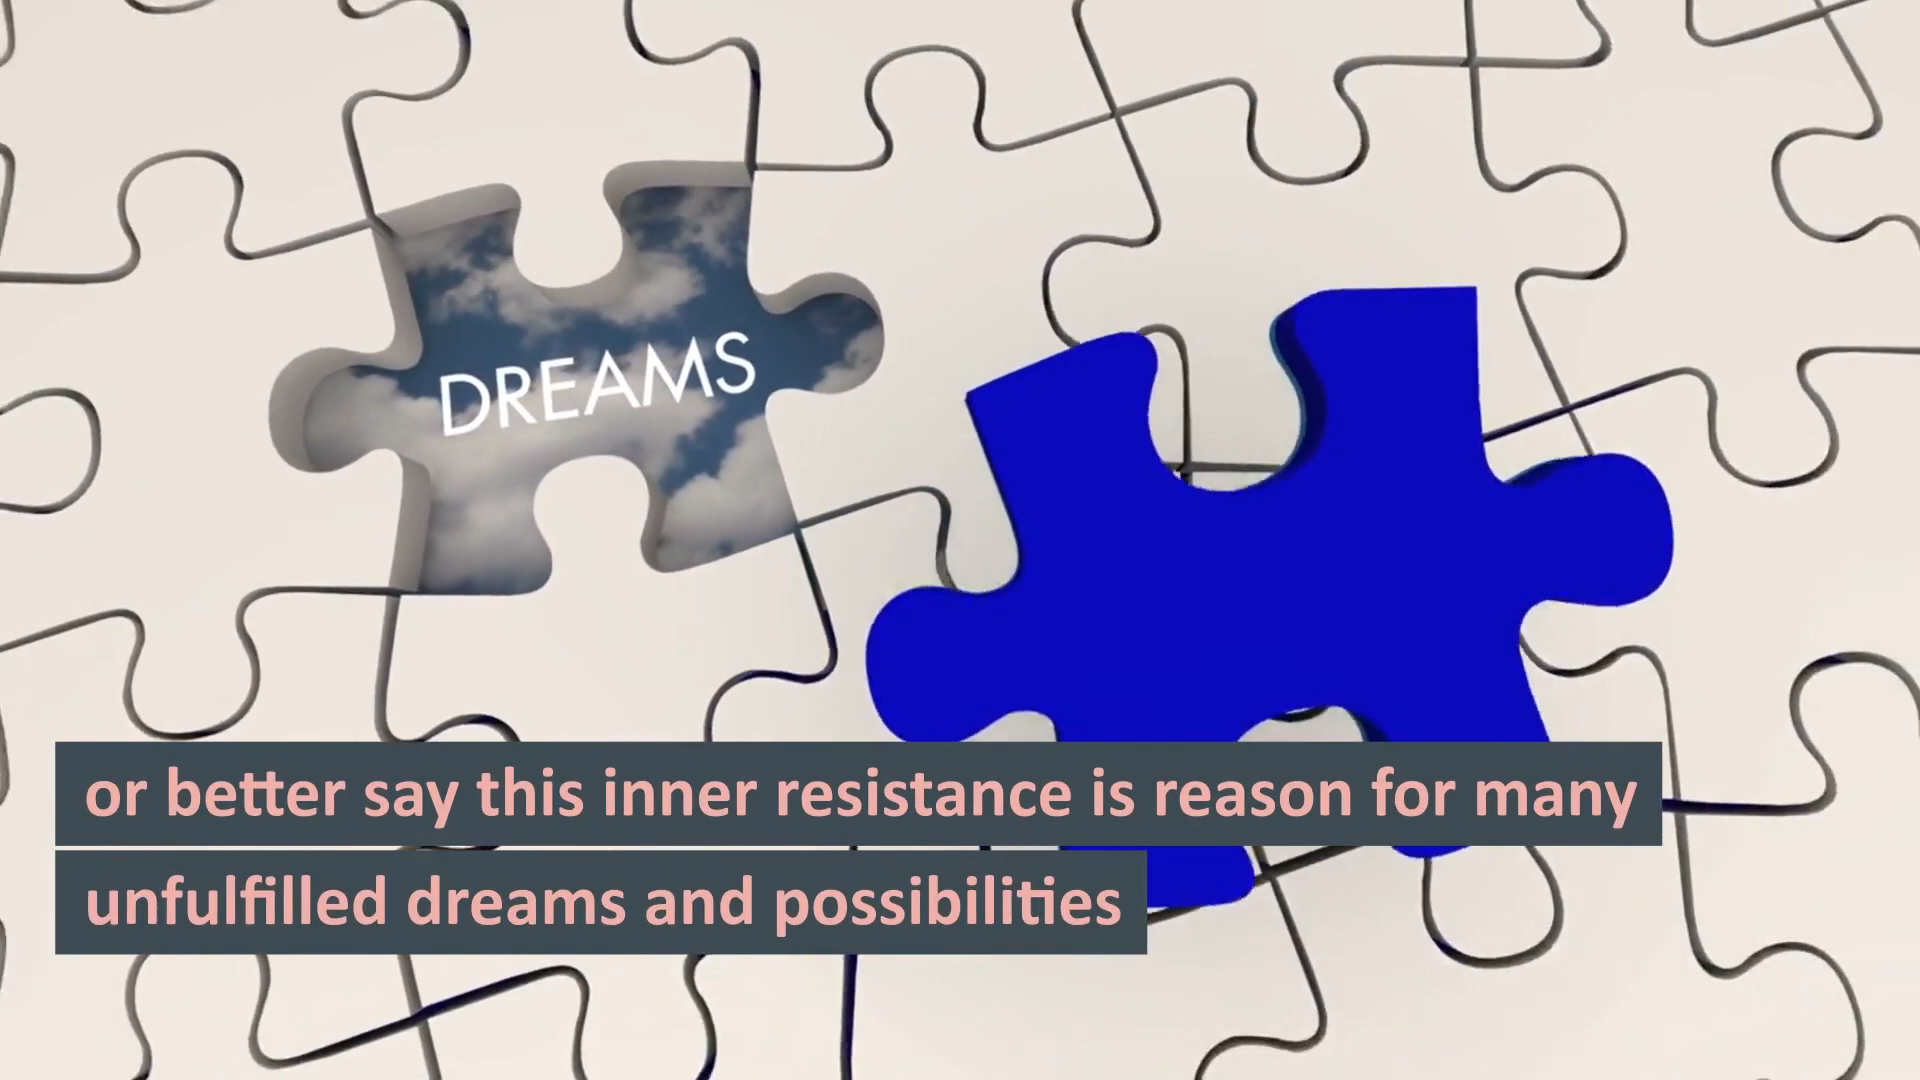 DREAMS
or better say this inner resistance is reason for many
unfulfilled dreams and possibilities